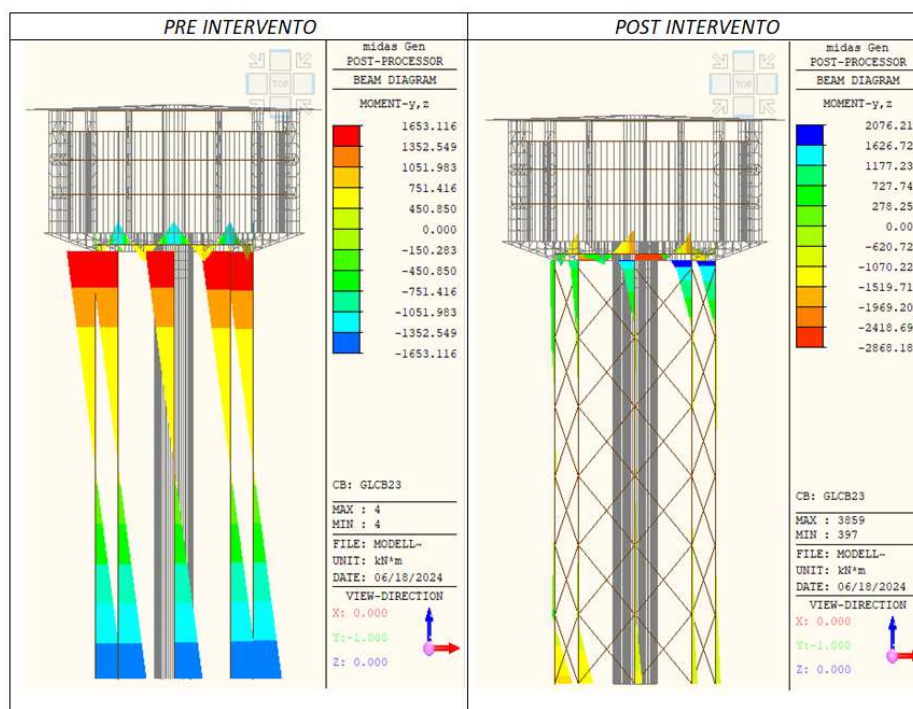 PRE INTERVENTO
POST INTERVENTO
TOP
midas Gen
POST-PROCESSOR
BEAM DIAGRAM
MOMENT-y,z
1653.116
1352.549
1051.983
751.416
450.850
0.000
-150.283
-450.850
-751.416
-1051.983
-1352.549
-1653.116
CB: GLCB23
MAX : 4
MIN : 4
FILE: MODELL~
UNIT: kN*m
DATE: 06/18/2024
VIEW-DIRECTION
X: 0.000
Y:-1.000
Z: 0.000
TOP
midas Gen
POST-PROCESSOR
BEAM DIAGRAM
MOMENT-y,z
2076.21
1626.72
1177.23
727.74
278.25
0.00
-620.72
-1070.22
-1519.71
-1969.20
-2418.69
-2868.18
CB: GLCB23
MAX : 3859
MIN : 397
FILE: MODELL~
UNIT: kN*m
DATE: 06/18/2024
VIEW-DIRECTION
X: 0.000
Y:-1.000
Z: 0.000